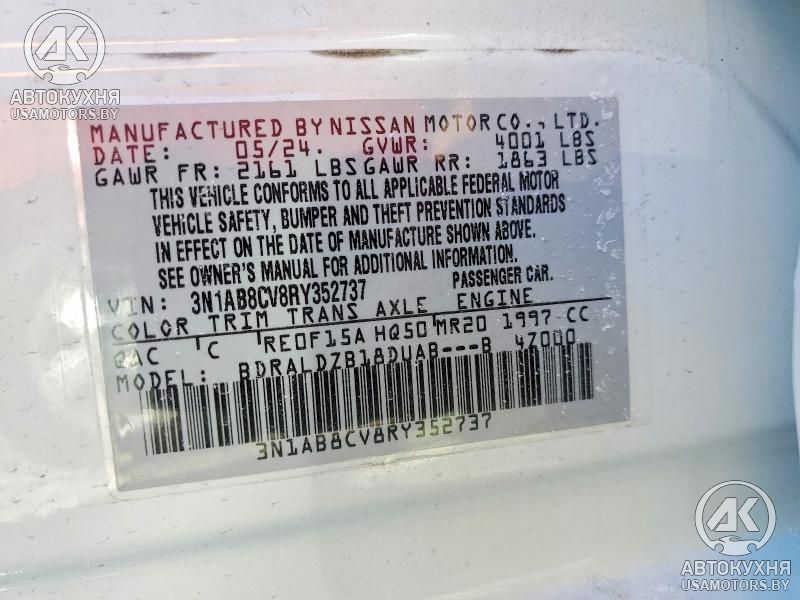 AK
АВТОКУХНЯ
USAMOTORS.BY
MANUFACTURED BY NISSAN MOTOR CO., LTD.
DATE: 05/24. GVWR: 4001 LBS
GAWR FR: 2161 LBS GAWR RR: 1863 LBS
THIS VEHICLE CONFORMS TO ALL APPLICABLE FEDERAL MOTOR
VEHICLE SAFETY, BUMPER AND THEFT PREVENTION STANDARDS
IN EFFECT ON THE DATE OF MANUFACTURE SHOWN ABOVE.
SEE OWNER'S MANUAL FOR ADDITIONAL INFORMATION.
VIN: 3N1AB8CV8RY352737 PASSENGER CAR.
COLOR TRIM TRANS AXLE ENGINE
QAC C RE0F15A HQ50 MR20 1997 CC
MODEL: BDRALDZB18DUAB---B 47000
3N1AB8CV8RY352737
AK
АВТОКУХНЯ
USAMOTORS.BY